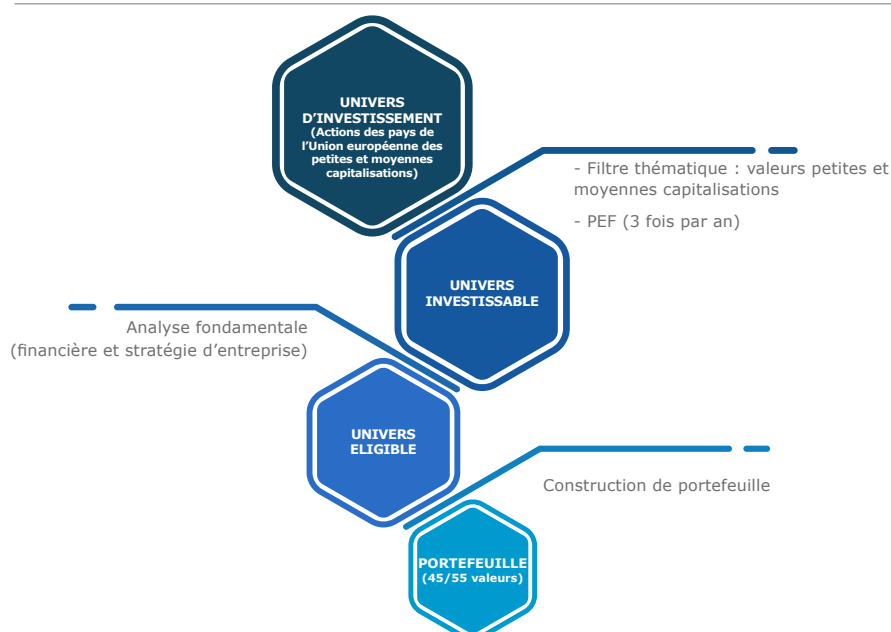 UNIVERS
D’INVESTISSEMENT
(Actions des pays de
l’Union européenne des
petites et moyennes
capitalisations)
- Filtre thématique : valeurs petites et
moyennes capitalisations
- PEF (3 fois par an)
UNIVERS
INVESTISSABLE
Analyse fondamentale
(financière et stratégie d’entreprise)
UNIVERS
ELIGIBLE
Construction de portefeuille
PORTEFEUILLE
(45/55 valeurs)